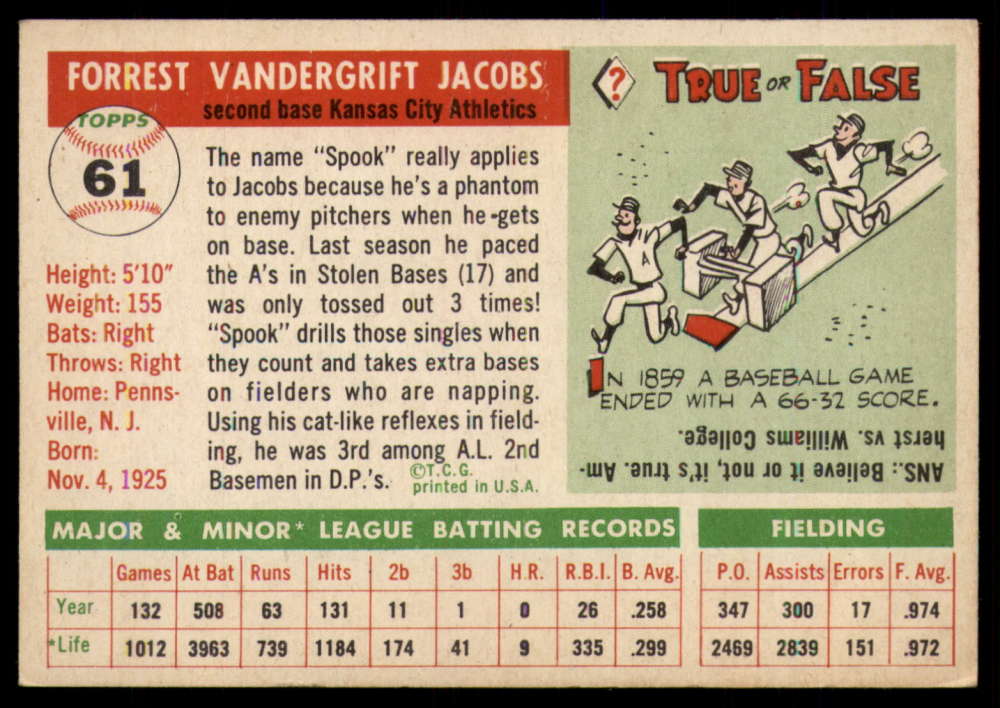 FORREST VANDERGRIFT JACOBS
second base Kansas City Athletics
TOPPS
61
Height: 5'10"
Weight: 155
Bats: Right
Throws: Right
Home: Penns-
ville, N. J.
Born:
Nov. 4, 1925
The name "Spook" really applies
to Jacobs because he's a phantom
to enemy pitchers when he-gets
on base. Last season he paced
the A's in Stolen Bases (17) and
was only tossed out 3 times!
"Spook" drills those singles when
they count and takes extra bases
on fielders who are napping.
Using his cat-like reflexes in field-
ing, he was 3rd among A.L. 2nd
Basemen in D.P.'s.
©T.C.G.
printed in U.S.A.
? TRUE OR FALSE
A
IN 1859 A BASEBALL GAME
ENDED WITH A 66-32 SCORE.
ANS.: Believe it or not, it's true. Am-
herst vs. Williams College.
MAJOR & MINOR* LEAGUE BATTING RECORDS FIELDING
Games At Bat Runs Hits 2b 3b H.R. R.B.I. B. Avg. P.O. Assists Errors F. Avg.
Year 132 508 63 131 11 1 0 26 .258 347 300 17 .974
*Life 1012 3963 739 1184 174 41 9 335 .299 2469 2839 151 .972